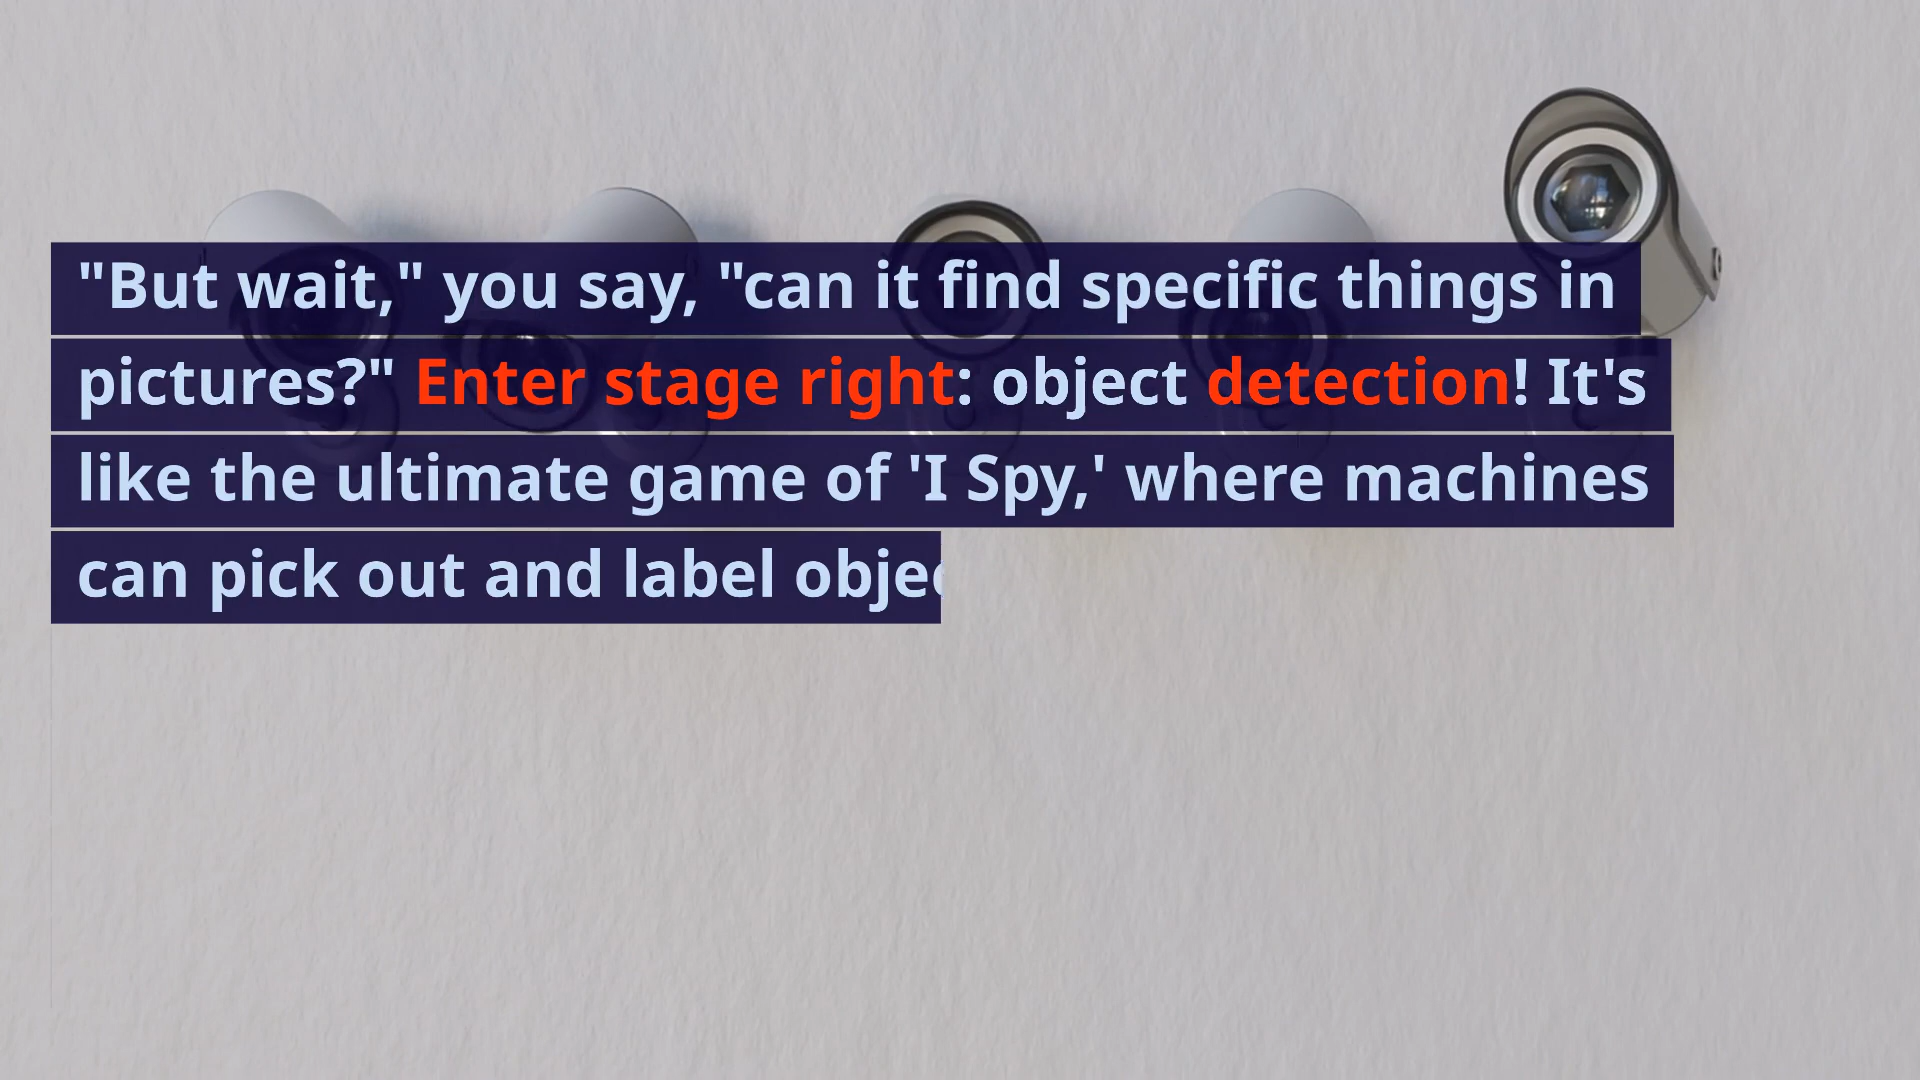 "But wait," you say, "can it find specific things in
pictures?" Enter stage right: object detection! It's
like the ultimate game of 'I Spy,' where machines
can pick out and label